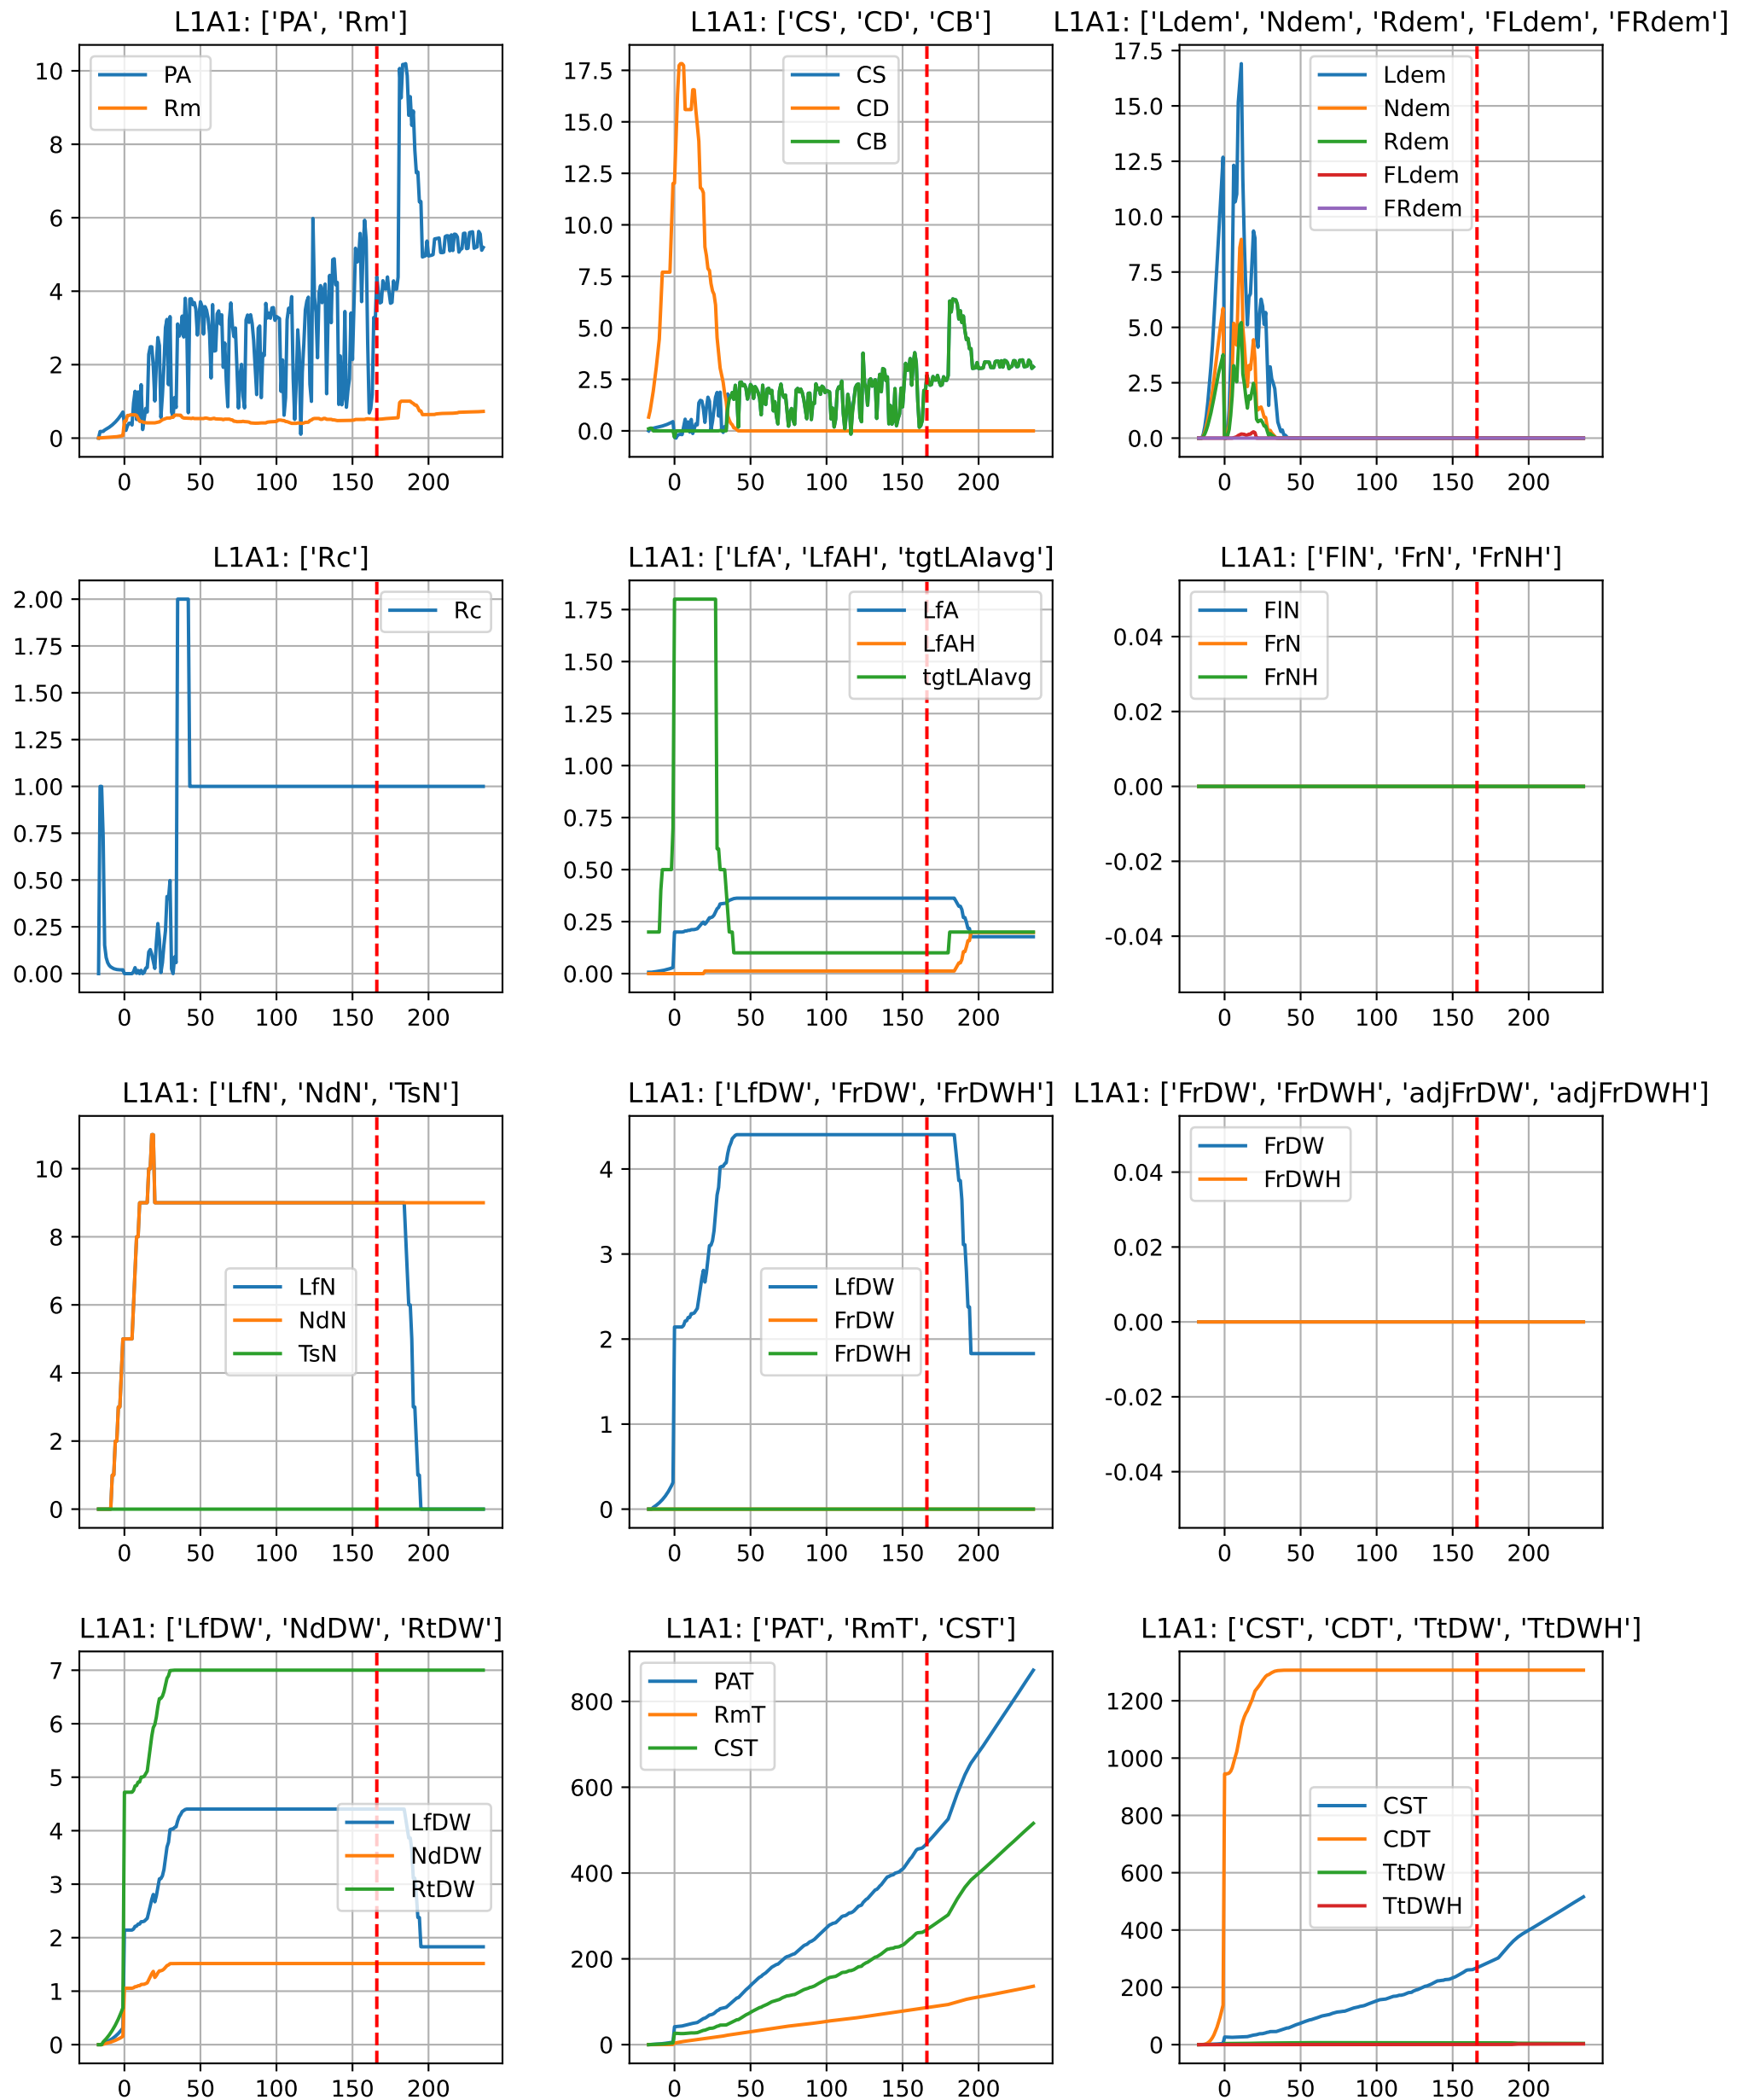 L1A1: ['PA', 'Rm']
PA
Rm
10
8
6
4
2
0
0 50 100 150 200
L1A1: ['CS', 'CD', 'CB']
CS
CD
CB
17.5
15.0
12.5
10.0
7.5
5.0
2.5
0.0
0 50 100 150 200
L1A1: ['Ldem', 'Ndem', 'Rdem', 'FLdem', 'FRdem']
Ldem
Ndem
Rdem
FLdem
FRdem
17.5
15.0
12.5
10.0
7.5
5.0
2.5
0.0
0 50 100 150 200
L1A1: ['Rc']
Rc
2.00
1.75
1.50
1.25
1.00
0.75
0.50
0.25
0.00
0 50 100 150 200
L1A1: ['LfA', 'LfAH', 'tgtLAIavg']
LfA
LfAH
tgtLAIavg
1.75
1.50
1.25
1.00
0.75
0.50
0.25
0.00
0 50 100 150 200
L1A1: ['FlN', 'FrN', 'FrNH']
FlN
FrN
FrNH
0.04
0.02
0.00
-0.02
-0.04
0 50 100 150 200
L1A1: ['LfN', 'NdN', 'TsN']
LfN
NdN
TsN
10
8
6
4
2
0
0 50 100 150 200
L1A1: ['LfDW', 'FrDW', 'FrDWH']
LfDW
FrDW
FrDWH
4
3
2
1
0
0 50 100 150 200
L1A1: ['FrDW', 'FrDWH', 'adjFrDW', 'adjFrDWH']
FrDW
FrDWH
0.04
0.02
0.00
-0.02
-0.04
0 50 100 150 200
L1A1: ['LfDW', 'NdDW', 'RtDW']
LfDW
NdDW
RtDW
7
6
5
4
3
2
1
0
0 50 100 150 200
L1A1: ['PAT', 'RmT', 'CST']
PAT
RmT
CST
800
600
400
200
0
0 50 100 150 200
L1A1: ['CST', 'CDT', 'TtDW', 'TtDWH']
CST
CDT
TtDW
TtDWH
1200
1000
800
600
400
200
0
0 50 100 150 200